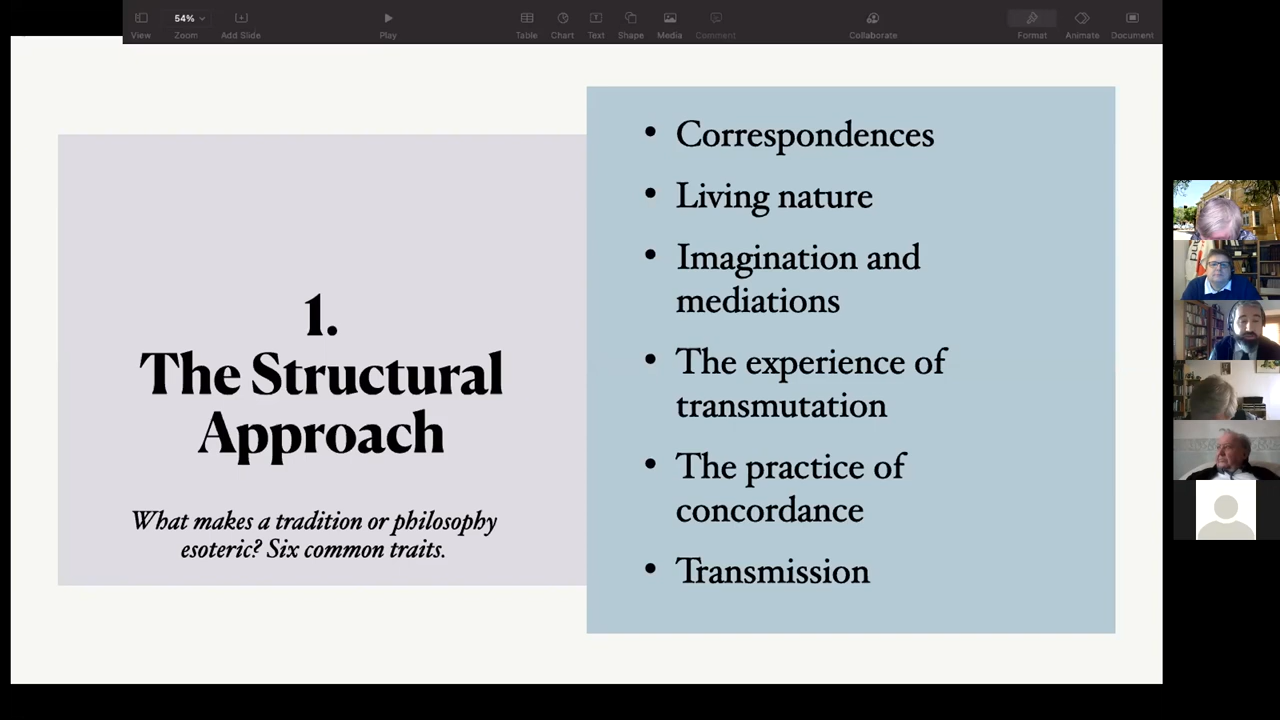 54%
View
Zoom
Add Slide
Play
Table
Chart
Text
Shape
Media
Comment
Collaborate
Format
Animate
Document
1.
The Structural
Approach
What makes a tradition or philosophy
esoteric? Six common traits.
• Correspondences
• Living nature
• Imagination and
mediations
• The experience of
transmutation
• The practice of
concordance
• Transmission